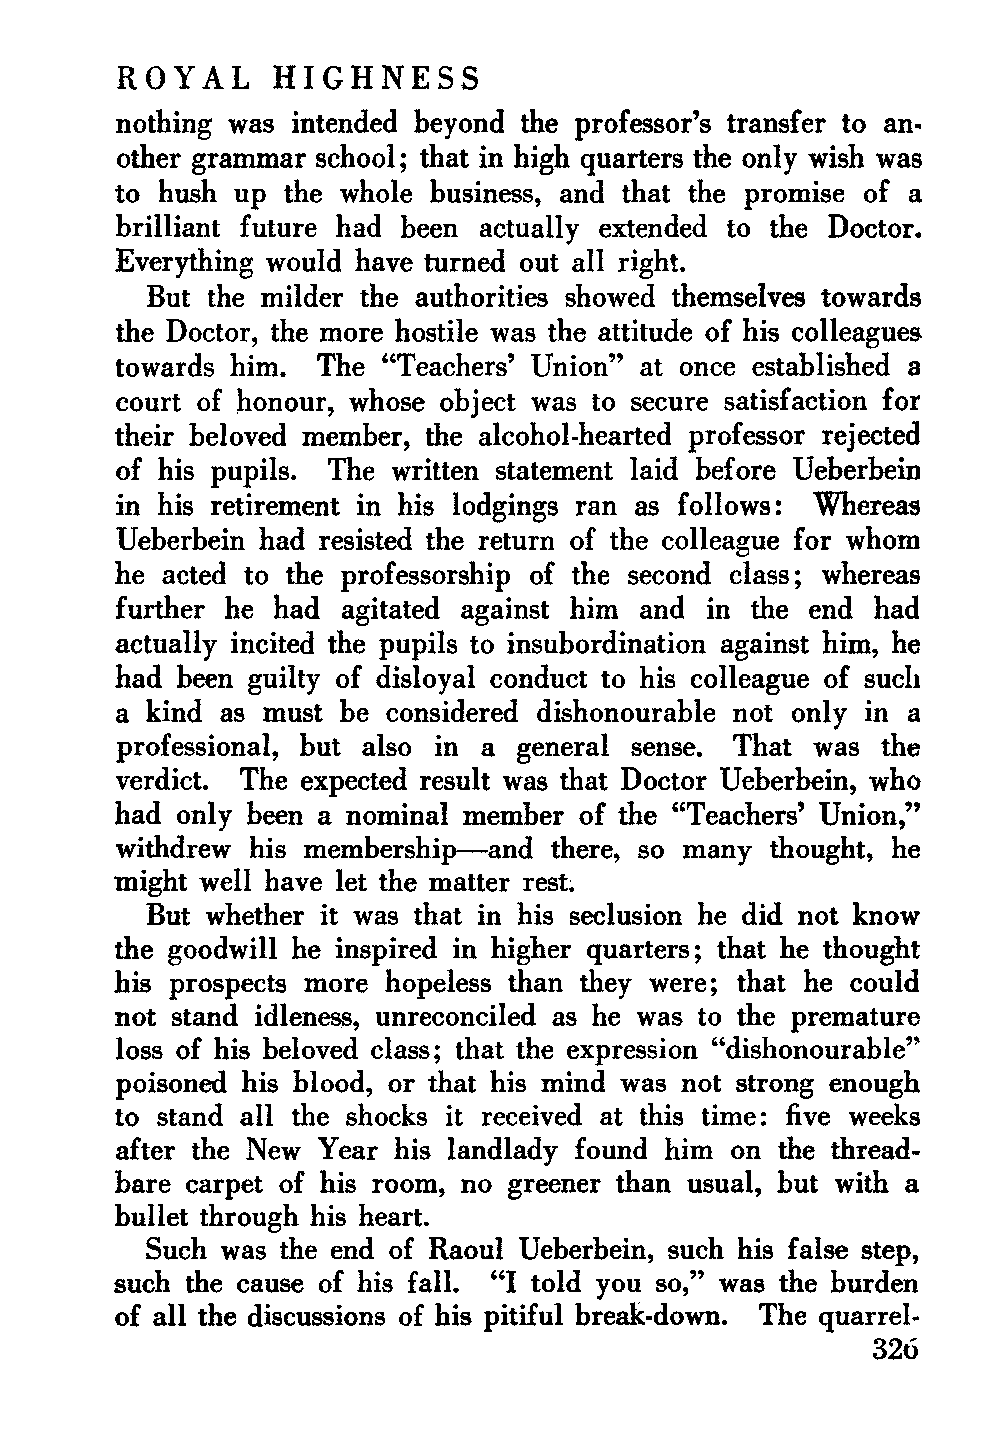 ROYAL HIGHNESS
nothing was intended beyond the professor's transfer to an-
other grammar school; that in high quarters the only wish was
to hush up the whole business, and that the promise of a
brilliant future had been actually extended to the Doctor.
Everything would have turned out all right.
But the milder the authorities showed themselves towards
the Doctor, the more hostile was the attitude of his colleagues
towards him. The “Teachers’ Union” at once established a
court of honour, whose object was to secure satisfaction for
their beloved member, the alcohol-hearted professor rejected
of his pupils. The written statement laid before Ueberbein
in his retirement in his lodgings ran as follows: Whereas
Ueberbein had resisted the return of the colleague for whom
he acted to the professorship of the second class; whereas
further he had agitated against him and in the end had
actually incited the pupils to insubordination against him, he
had been guilty of disloyal conduct to his colleague of such
a kind as must be considered dishonourable not only in a
professional, but also in a general sense. That was the
verdict. The expected result was that Doctor Ueberbein, who
had only been a nominal member of the “Teachers’ Union,”
withdrew his membership—and there, so many thought, he
might well have let the matter rest.
But whether it was that in his seclusion he did not know
the goodwill he inspired in higher quarters; that he thought
his prospects more hopeless than they were; that he could
not stand idleness, unreconciled as he was to the premature
loss of his beloved class; that the expression “dishonourable”
poisoned his blood, or that his mind was not strong enough
to stand all the shocks it received at this time: five weeks
after the New Year his landlady found him on the thread-
bare carpet of his room, no greener than usual, but with a
bullet through his heart.
Such was the end of Raoul Ueberbein, such his false step,
such the cause of his fall. “I told you so,” was the burden
of all the discussions of his pitiful break-down. The quarrel-
326